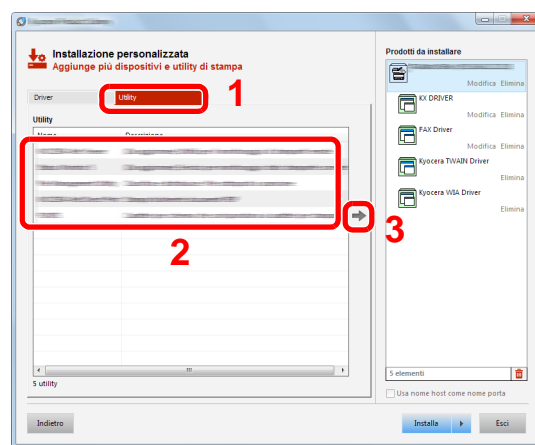 Installazione personalizzata
Aggiunge più dispositivi e utility di stampa
1
Driver
Utility
Utility
Nome
Descrizione
2
3
5 utility
Prodotti da installare
Modifica Elimina
KX DRIVER
Modifica Elimina
FAX Driver
Modifica Elimina
Kyocera TWAIN Driver
Elimina
Kyocera WIA Driver
Elimina
5 elementi
Usa nome host come nome porta
Indietro
Installa
Esci